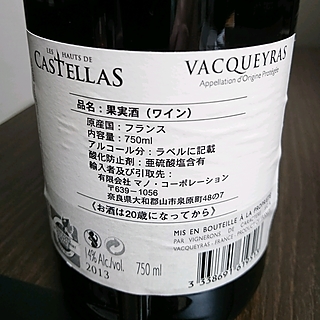 LES HAUTS DE
CASTELLAS
VACQUEYRAS
Appellation d'Origine Protégée
品名：果実酒（ワイン）
原産国：フランス
内容量：750ml
アルコール分：ラベルに記載
酸化防止剤：亜硫酸塩含有
輸入者及び引取先：
有限会社 マノ・コーポレーション
〒639－1056
奈良県大和郡山市泉原町48の7
＜お酒は20歳になってから＞
14% Alc./vol.
750 ml
2013
MIS EN BOUTEILLE À LA
PAR VIGNERONS DE
VACQUEYRAS - FRANCE
3 338691